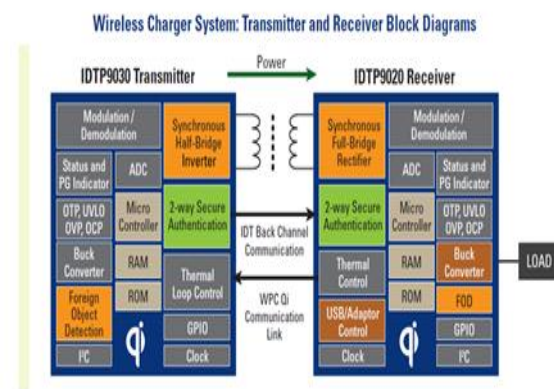 Wireless Charger System: Transmitter and Receiver Block Diagrams
Power
IDTP9030 Transmitter
IDTP9020 Receiver
Modulation /
Demodulation
Synchronous
Half-Bridge
Inverter
Status and
PG Indicator
ADC
OTP, UVLO
OVP, OCP
Micro
Controller
2-way Secure
Authentication
Buck
Converter
RAM
Thermal
Loop Control
Foreign
Object
Detection
ROM
GPIO
I²C
qi
Clock
IDT Back Channel
Communication
WPC Qi
Communication
Link
Synchronous
Full-Bridge
Rectifier
Modulation /
Demodulation
ADC
Status and
PG Indicator
2-way Secure
Authentication
Micro
Controller
OTP, UVLO
OVP, OCP
Thermal
Control
RAM
Buck
Converter
LOAD
USB/Adaptor
Control
ROM
FOD
GPIO
Clock
qi
I²C